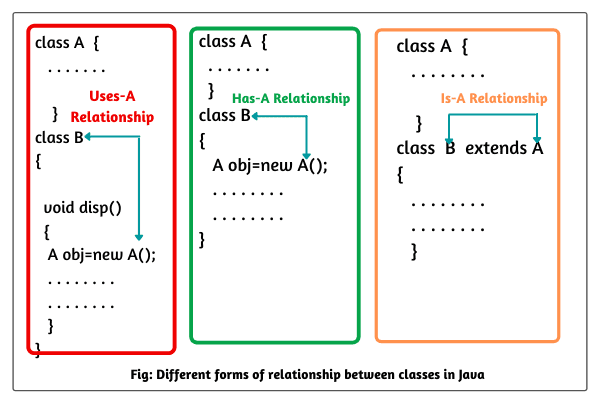 class A {
. . . . . . .
}
Uses-A
Relationship
class B
{
void disp()
{
A obj=new A();
. . . . . . . .
. . . . . . . .
}
}
class A {
. . . . . . .
}
Has-A Relationship
class B
{
A obj=new A();
. . . . . . . .
. . . . . . . .
}
class A {
. . . . . . . .
Is-A Relationship
}
class B extends A
{
. . . . . . . .
. . . . . . . .
}
Fig: Different forms of relationship between classes in Java